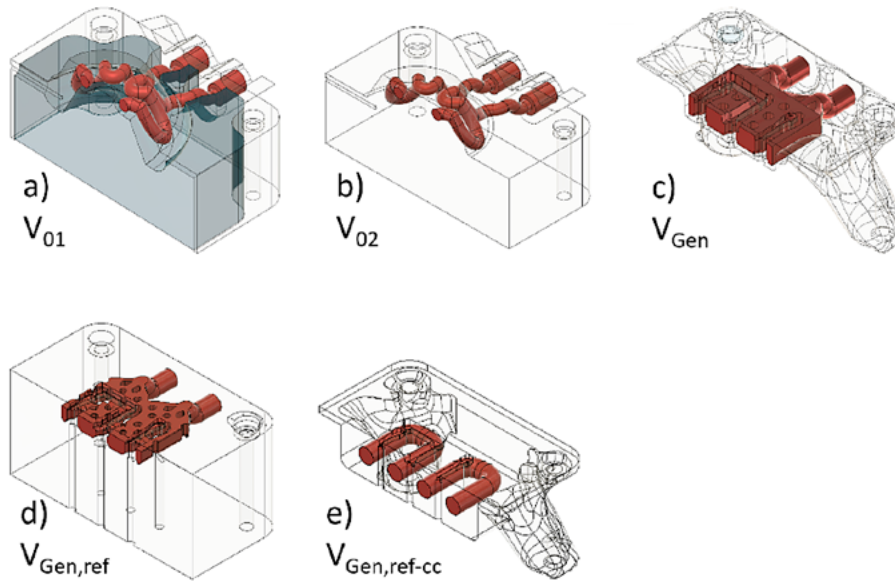 a)
V01
b)
V02
c)
VGen
d)
VGen,ref
e)
VGen,ref-cc